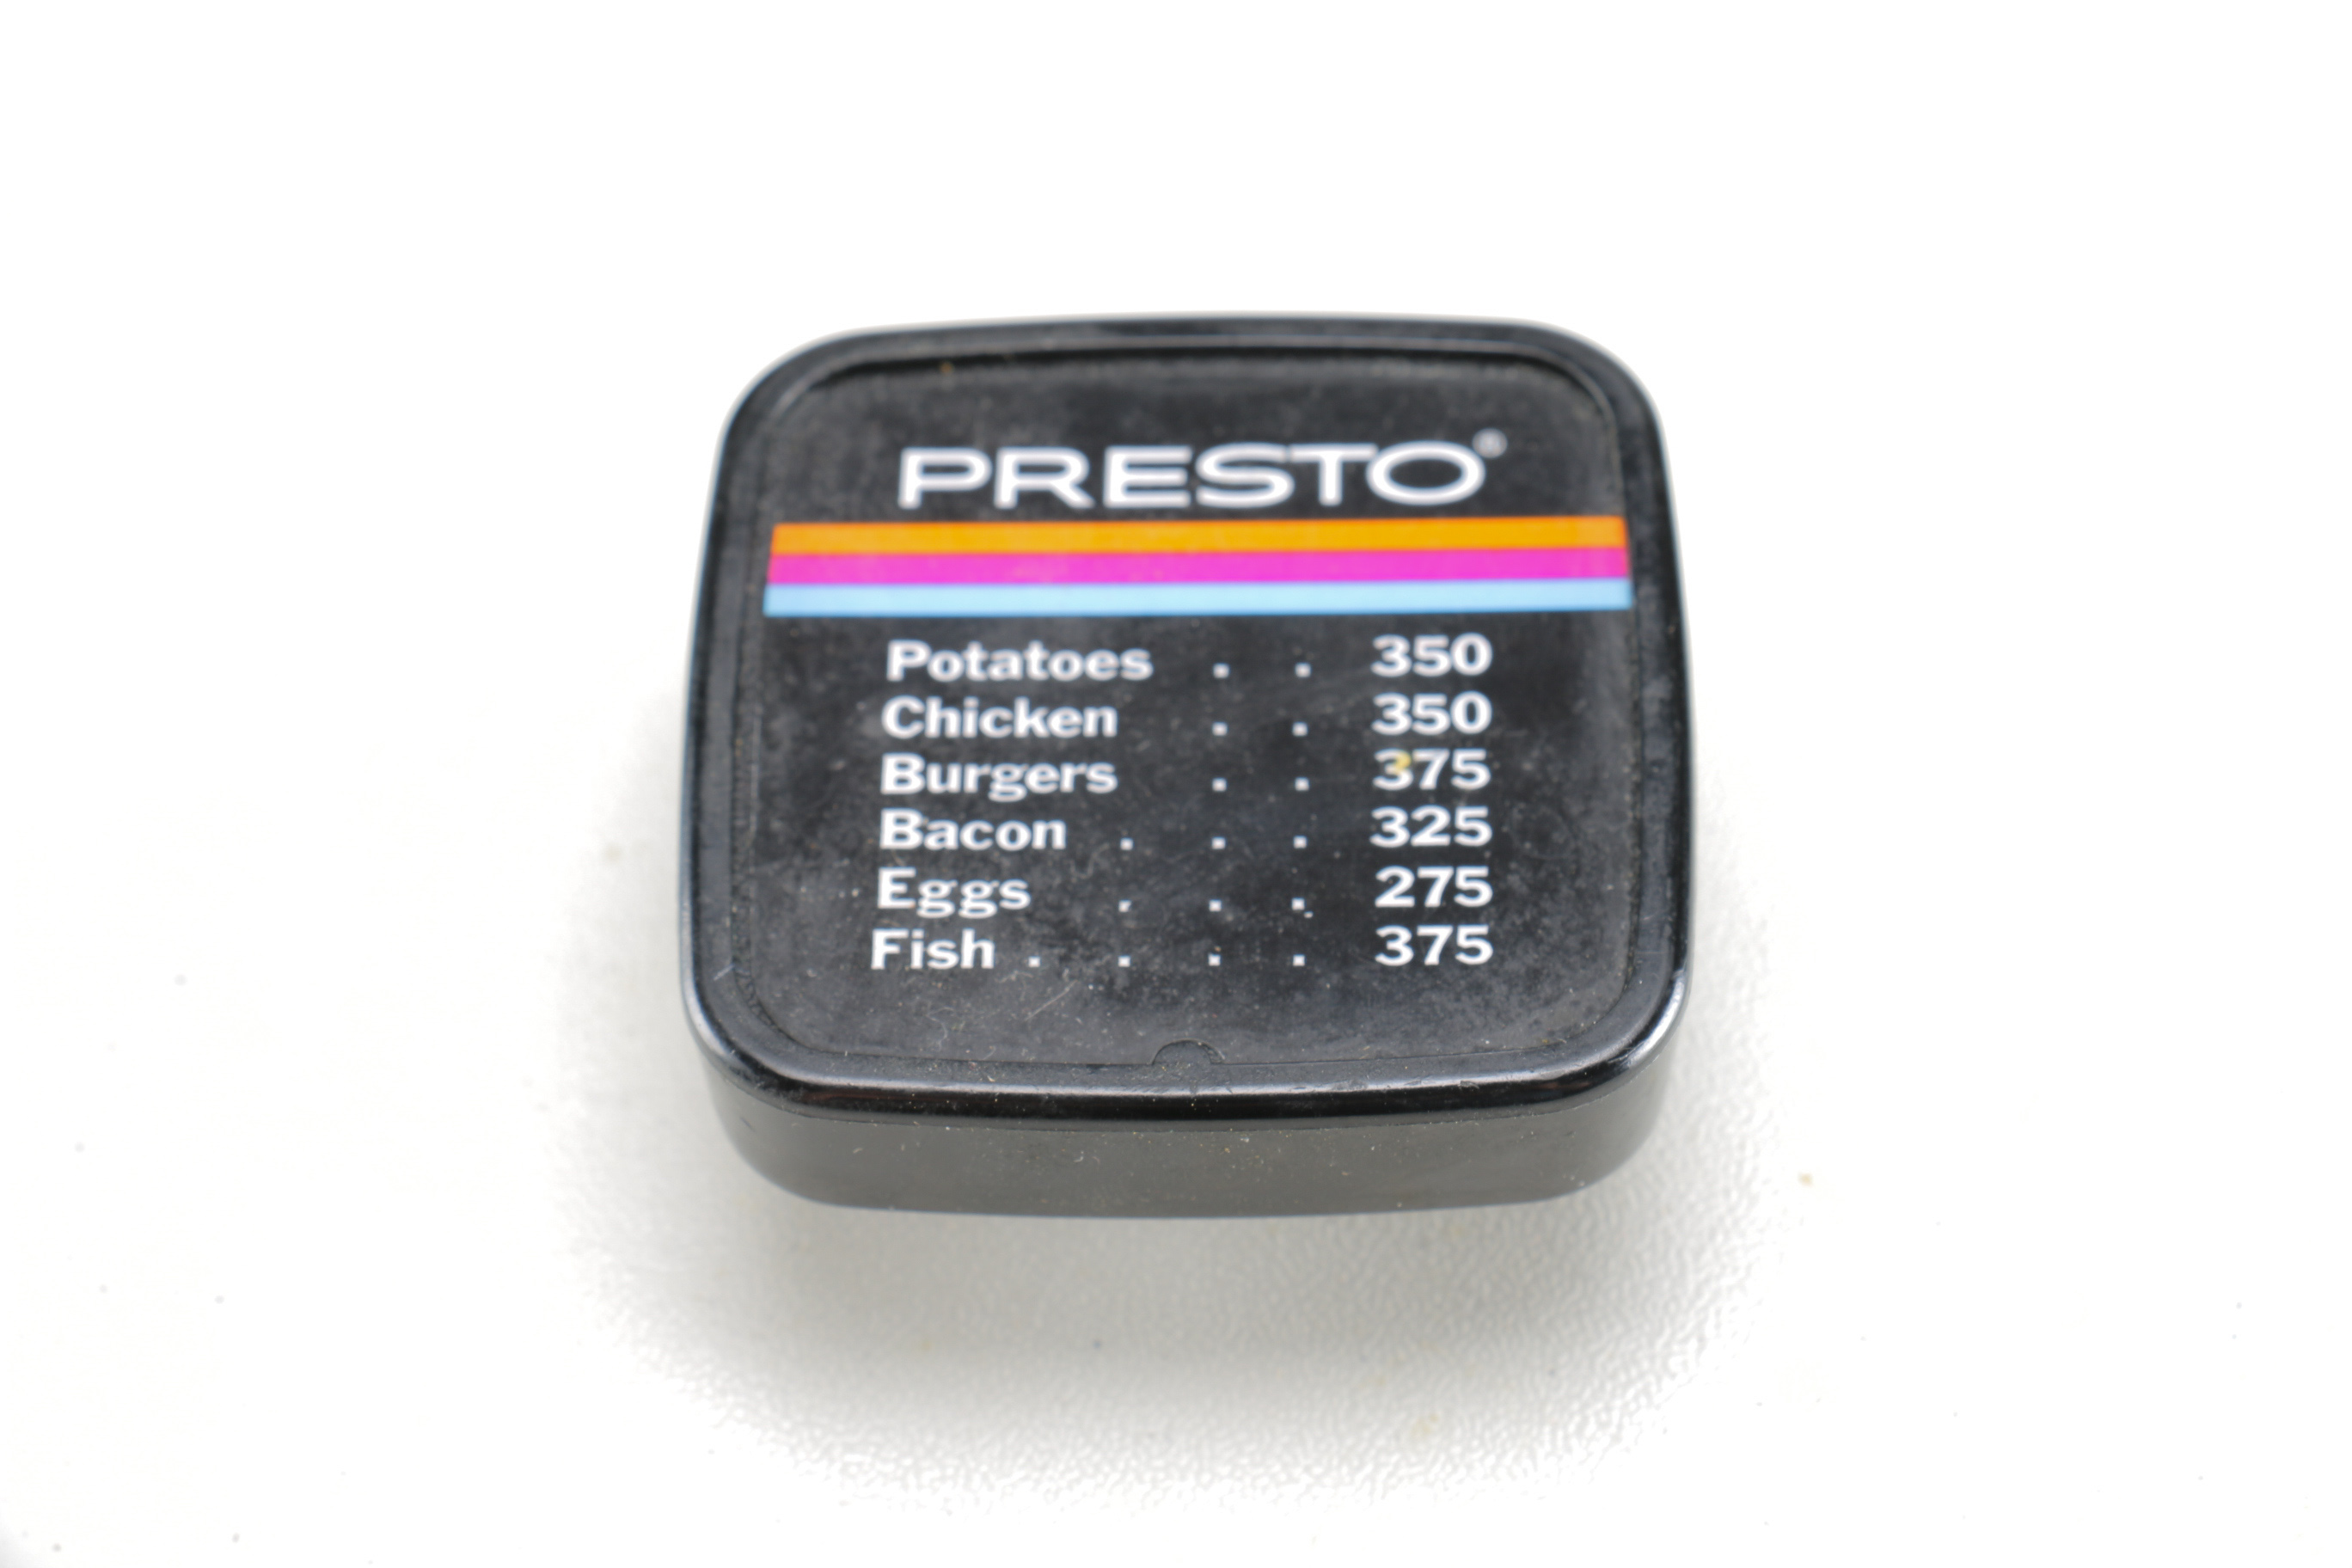 PRESTO®
Potatoes . . 350
Chicken . . 350
Burgers . . 375
Bacon . . . 325
Eggs . . . 275
Fish . . . . 375